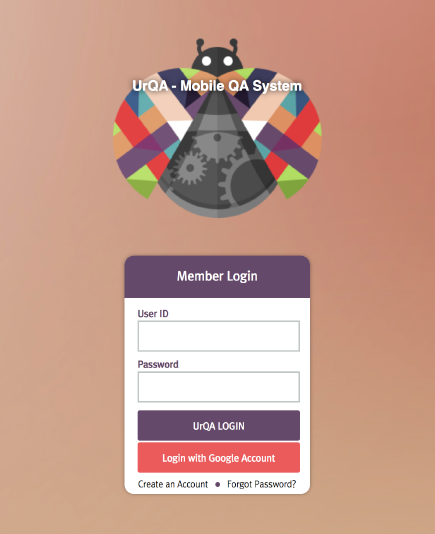 UrQA - Mobile QA System
Member Login
User ID
Password
UrQA LOGIN
Login with Google Account
Create an Account ● Forgot Password?